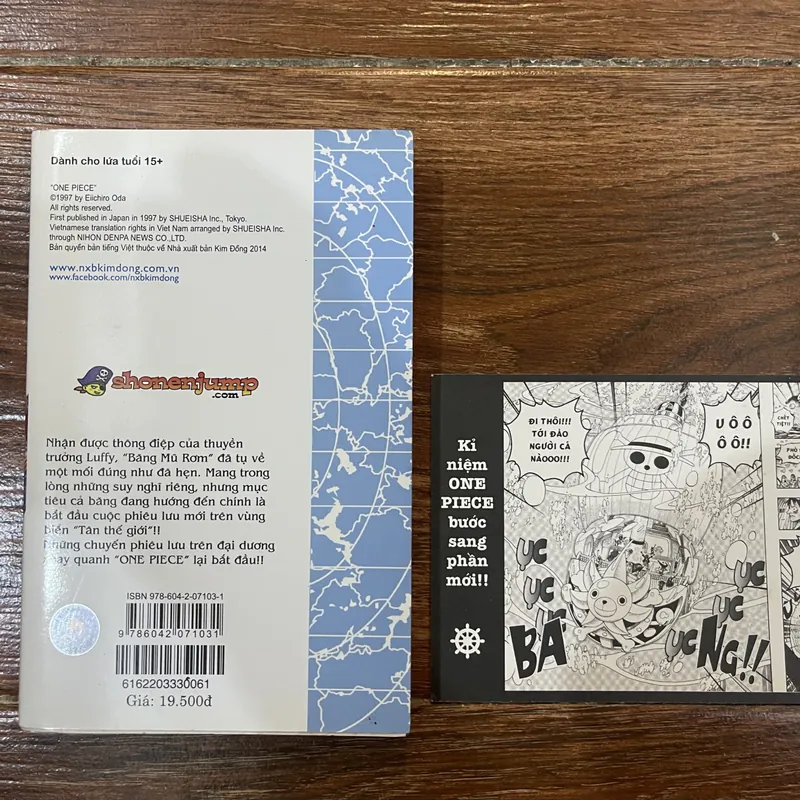 Dành cho lứa tuổi 15+
"ONE PIECE"
©1997 by Eiichiro Oda
All rights reserved.
First published in Japan in 1997 by SHUEISHA Inc., Tokyo.
Vietnamese translation rights in Viet Nam arranged by SHUEISHA Inc.
through NIHON DENPA NEWS CO.,LTD.
Bản quyền bản tiếng Việt thuộc về Nhà xuất bản Kim Đồng 2014
www.nxbkimdong.com.vn
www.facebook.com/nxbkimdong
shonenjump
.com
Nhận được thông điệp của thuyền
trưởng Luffy, "Băng Mũ Rơm" đã tụ về
một mối đúng như đã hẹn. Mang trong
lòng những suy nghĩ riêng, nhưng mục
tiêu cả băng đang hướng đến chính là
bắt đầu cuộc phiêu lưu mới trên vùng
biển "Tân thế giới"!!
Những chuyến phiêu lưu trên đại dương
xoay quanh "ONE PIECE" lại bắt đầu!!
ISBN 978-604-2-07103-1
9 786042 071031
6162203330061
Giá: 19.500đ
Kỉ
niệm
ONE
PIECE
bước
sang
phần
mới!!
ĐI THÔI!!!
TỚI ĐẢO
NGƯỜI CÁ
NÀOOO!!!
U Ô Ô
Ô Ô!!
ỤC
ỤC
ỤC
BÁ
ỤC
ỤC
ỤC
NG!!
CHẾT
TIỆT!!